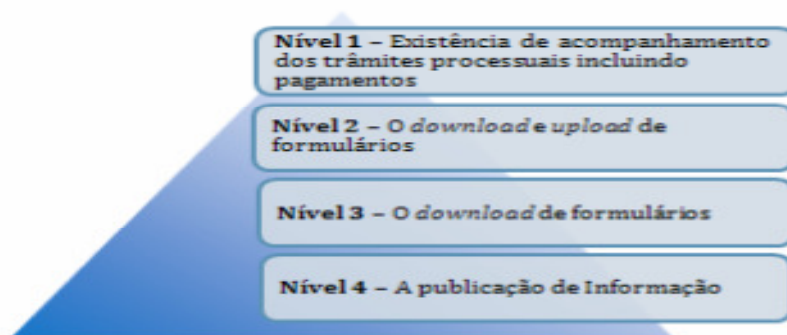 Nível 1 – Existência de acompanhamento
dos trâmites processuais incluindo
pagamentos
Nível 2 – O download e upload de
formulários
Nível 3 – O download de formulários
Nível 4 – A publicação de Informação